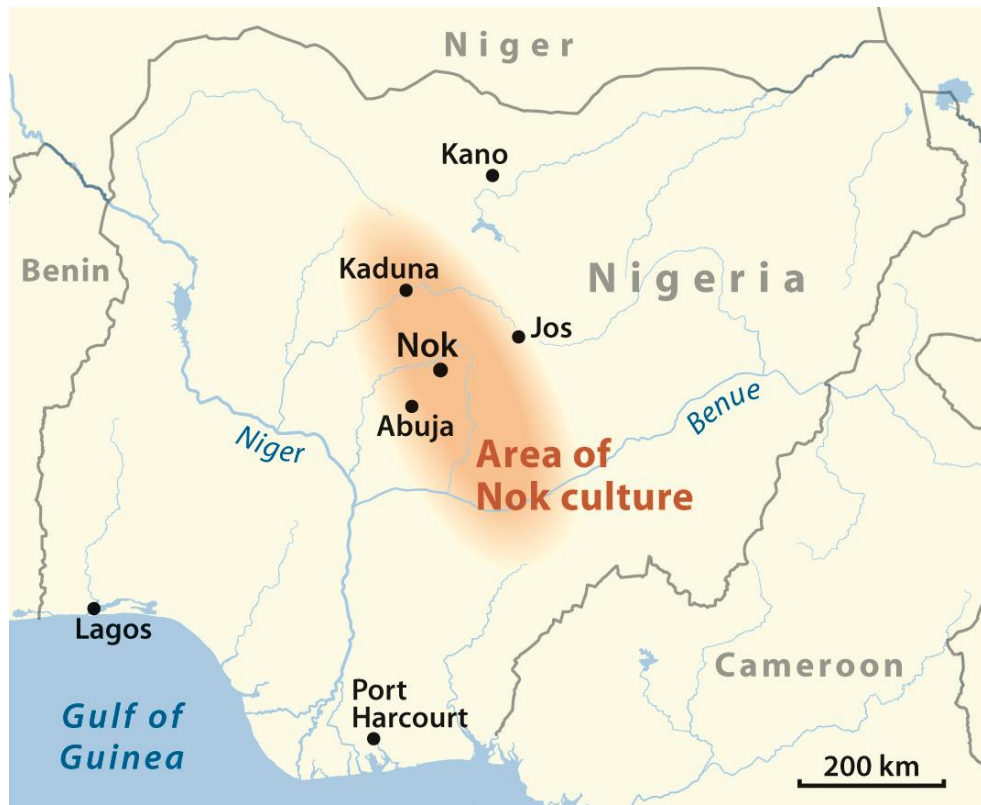 Niger
Kano
Benin
Kaduna
Nigeria
Jos
Nok
Abuja
Niger
Benue
Area of
Nok culture
Lagos
Cameroon
Port
Harcourt
Gulf of
Guinea
200 km